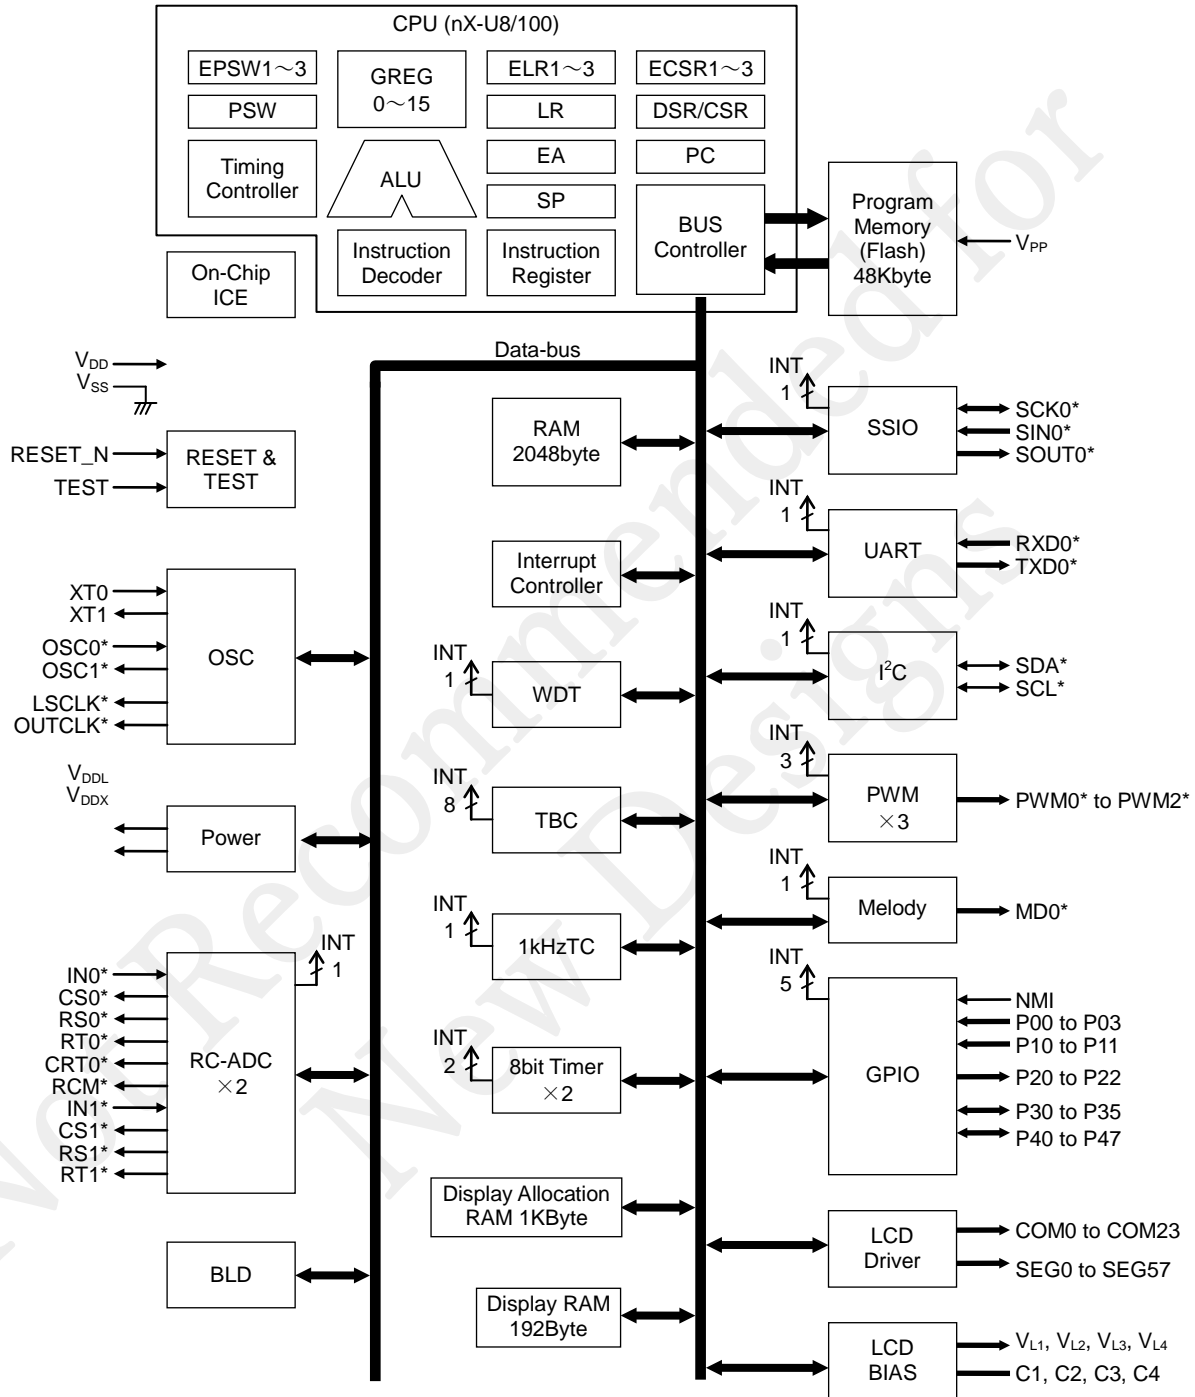 CPU (nX-U8/100)
EPSW1～3
GREG
0～15
ELR1～3
ECSR1～3
PSW
LR
DSR/CSR
Timing
Controller
ALU
EA
PC
SP
BUS
Controller
Program
Memory
(Flash)
48Kbyte
VPP
On-Chip
ICE
Instruction
Decoder
Instruction
Register
Data-bus
VDD
VSS
RESET_N
TEST
RESET &
TEST
RAM
2048byte
INT
1
SSIO
SCK0*
SIN0*
SOUT0*
INT
1
UART
RXD0*
TXD0*
Interrupt
Controller
XT0
XT1
OSC0*
OSC1*
LSCLK*
OUTCLK*
OSC
INT
1
WDT
INT
1
I2C
SDA*
SCL*
VDDL
VDDX
Power
INT
8
TBC
INT
3
PWM
×3
PWM0* to PWM2*
INT
1
Melody
MD0*
INT
1
1kHzTC
IN0*
CS0*
RS0*
RT0*
CRT0*
RCM*
IN1*
CS1*
RS1*
RT1*
RC-ADC
×2
INT
1
INT
2
8bit Timer
×2
INT
5
GPIO
NMI
P00 to P03
P10 to P11
P20 to P22
P30 to P35
P40 to P47
Display Allocation
RAM 1KByte
LCD
Driver
COM0 to COM23
SEG0 to SEG57
BLD
Display RAM
192Byte
LCD
BIAS
VL1, VL2, VL3, VL4
C1, C2, C3, C4
Not Recommended for
New Designs